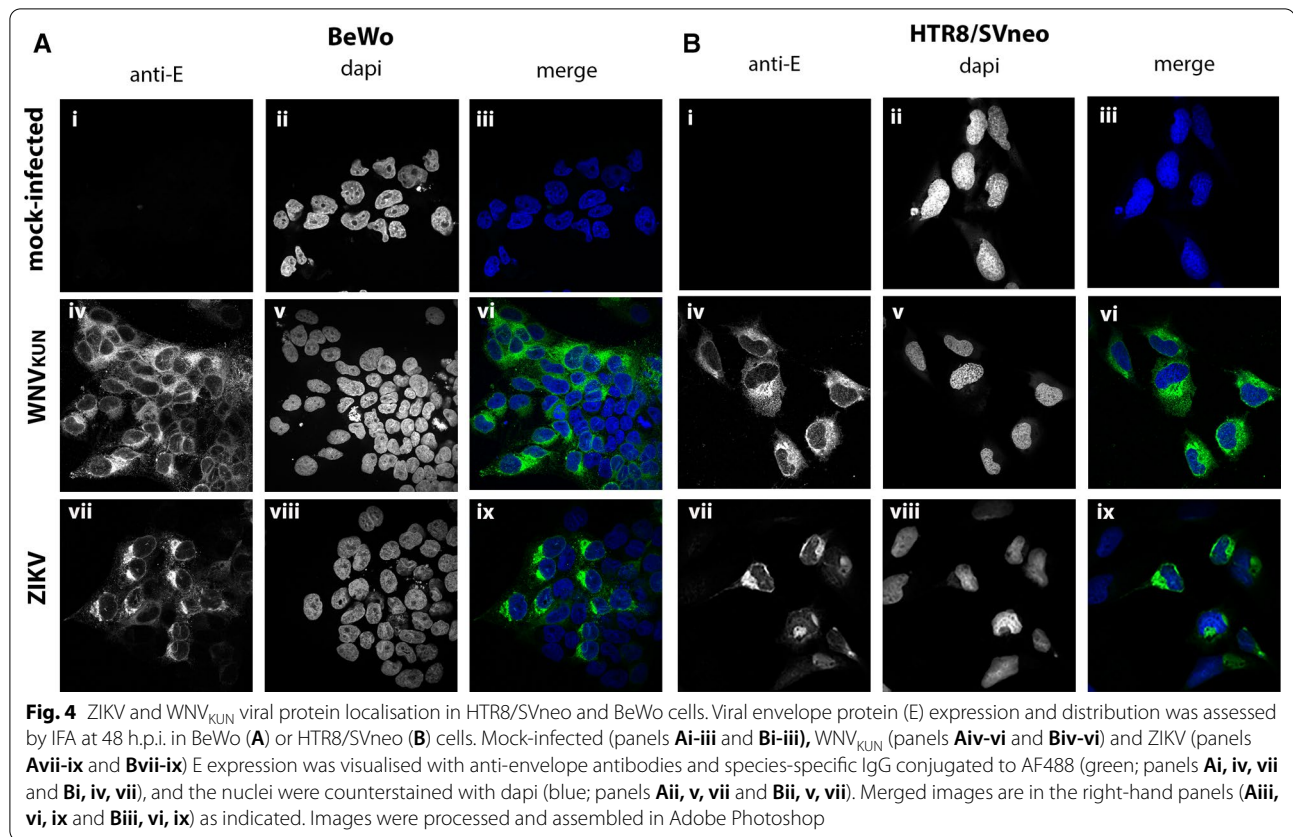 A
BeWo
B
HTR8/SVneo
anti-E
dapi
merge
anti-E
dapi
merge
mock-infected
i
ii
iii
i
ii
iii
WNVKUN
iv
v
vi
iv
v
vi
ZIKV
vii
viii
ix
vii
viii
ix
Fig. 4 ZIKV and WNVKUN viral protein localisation in HTR8/SVneo and BeWo cells. Viral envelope protein (E) expression and distribution was assessed
by IFA at 48 h.p.i. in BeWo (A) or HTR8/SVneo (B) cells. Mock-infected (panels Ai-iii and Bi-iii), WNVKUN (panels Aiv-vi and Biv-vi) and ZIKV (panels
Avii-ix and Bvii-ix) E expression was visualised with anti-envelope antibodies and species-specific IgG conjugated to AF488 (green; panels Ai, iv, vii
and Bi, iv, vii), and the nuclei were counterstained with dapi (blue; panels Aii, v, vii and Bii, v, vii). Merged images are in the right-hand panels (Aiii,
vi, ix and Biii, vi, ix) as indicated. Images were processed and assembled in Adobe Photoshop